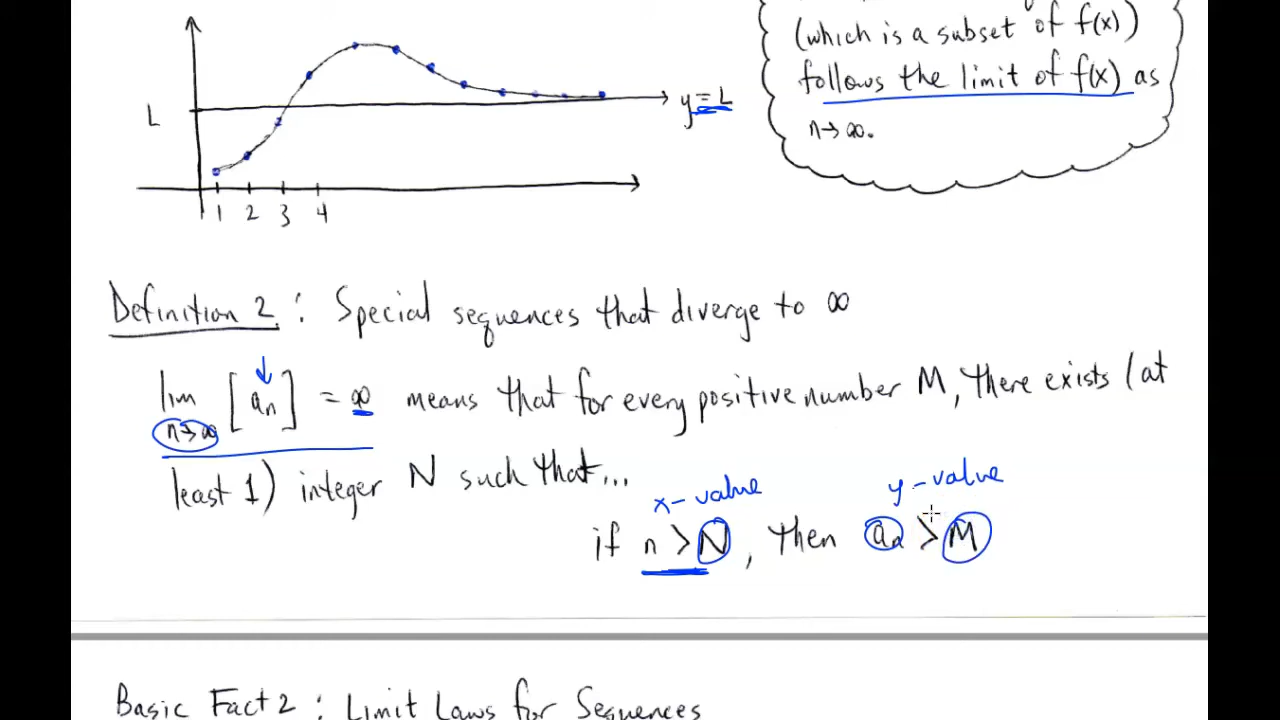 (which is a subset of f(x))
follows the limit of f(x) as
n→∞.
L
y = L
1 2 3 4
Definition 2: Special sequences that diverge to ∞
lim n→∞ [an] = ∞ means that for every positive number M, there exists (at
least 1) integer N such that...
x-value y-value
if n > N, then an > M
Basic Fact 2: Limit Laws for Sequences